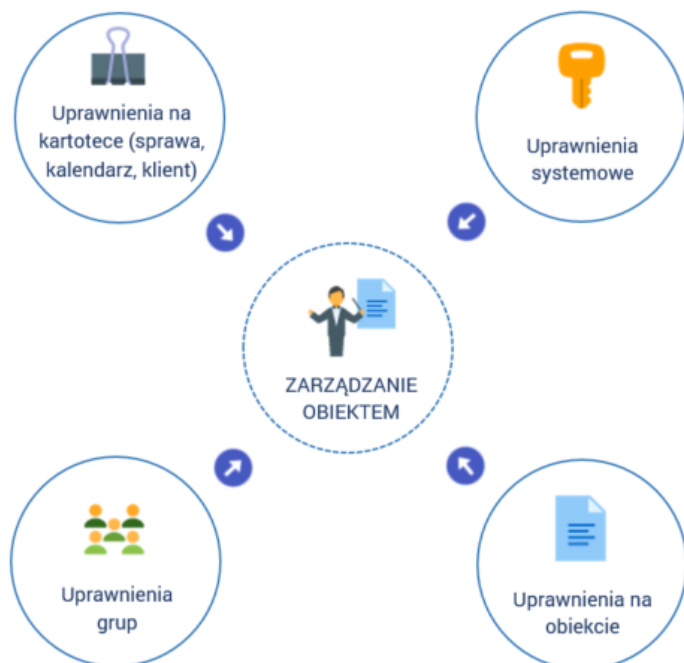 Uprawnienia na
kartotece (sprawa,
kalendarz, klient)
Uprawnienia
systemowe
ZARZĄDZANIE
OBIEKTEM
Uprawnienia
grup
Uprawnienia na
obiekcie